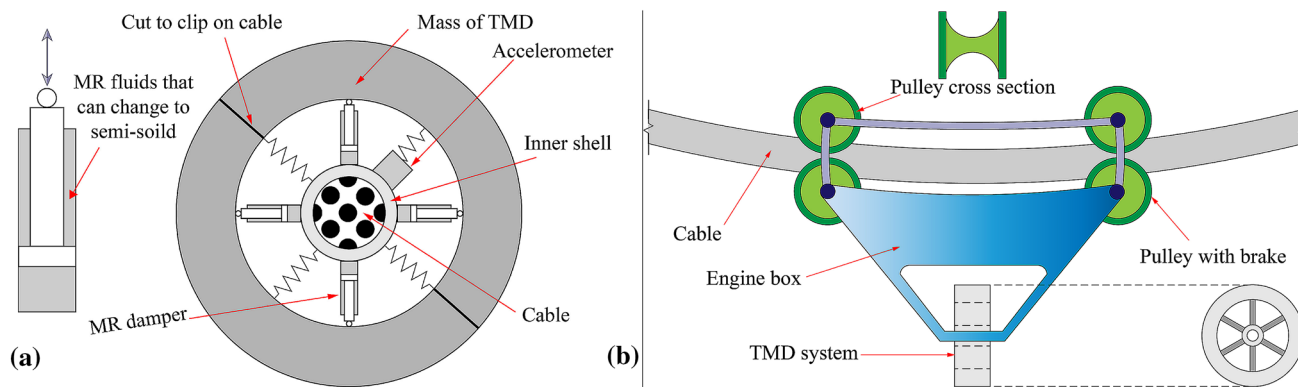 (a)
MR fluids that
can change to
semi-soild
Cut to clip on cable
Mass of TMD
Accelerometer
Inner shell
Cable
MR damper
(b)
Pulley cross section
Cable
Engine box
Pulley with brake
TMD system